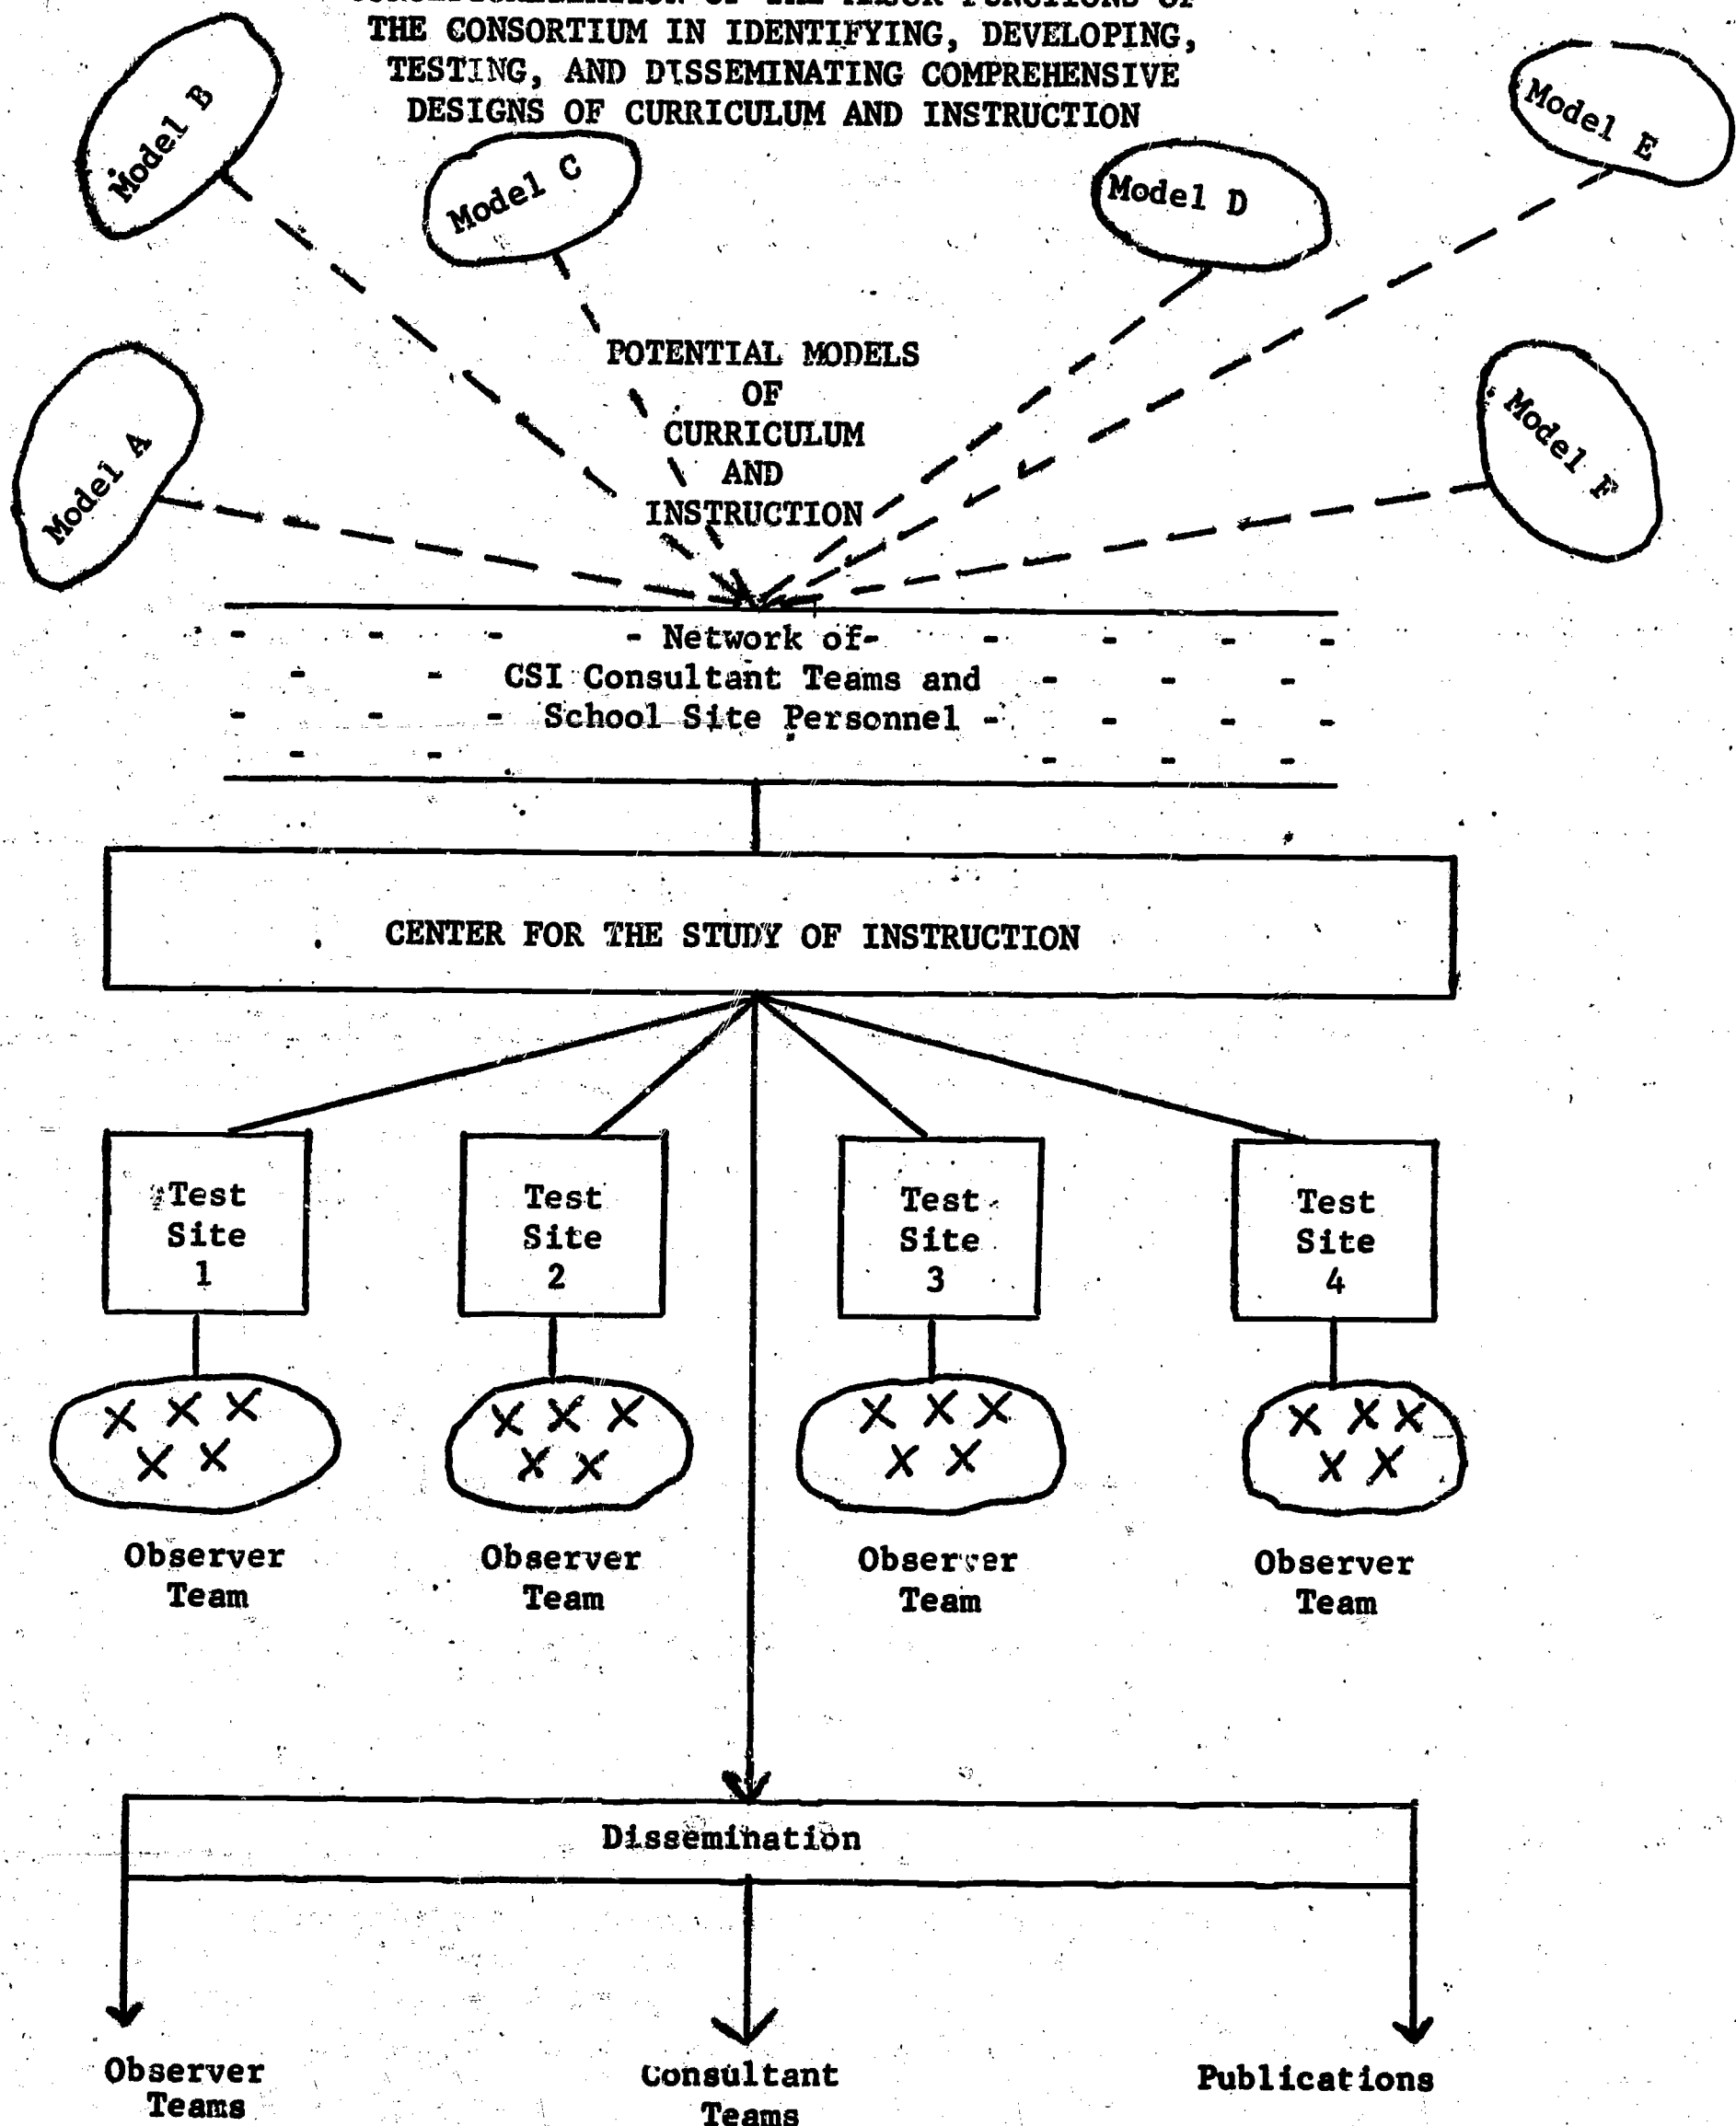 THE CONSORTIUM IN IDENTIFYING, DEVELOPING,
TESTING, AND DISSEMINATING COMPREHENSIVE
DESIGNS OF CURRICULUM AND INSTRUCTION
Model B
Model C
Model D
Model E
Model A
POTENTIAL MODELS
OF
CURRICULUM
AND
INSTRUCTION
Model F
Network of
CSI Consultant Teams and
School Site Personnel
CENTER FOR THE STUDY OF INSTRUCTION
Test
Site
1
Test
Site
2
Test
Site
3
Test
Site
4
X X X
X X
X X X
X X
X X X
X X
X X X
X X
Observer
Team
Observer
Team
Observer
Team
Observer
Team
Dissemination
Observer
Teams
Consultant
Teams
Publications